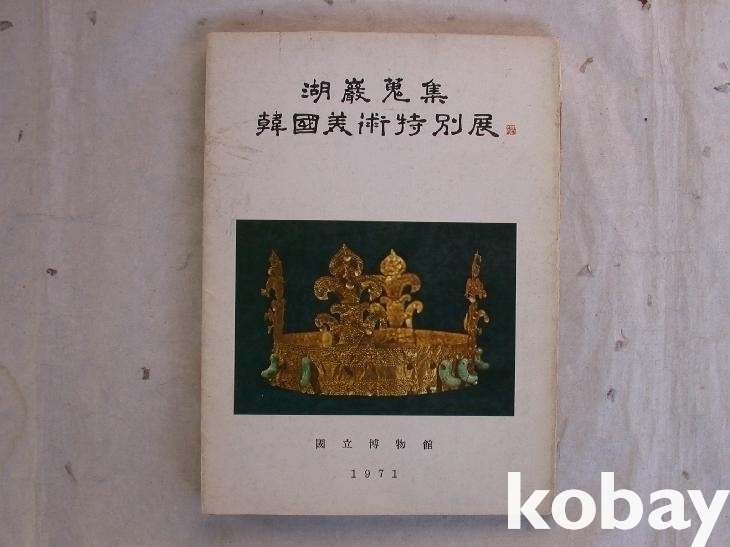 湖巖蒐集
韓國美術特別展
國立博物館
1971
kobay